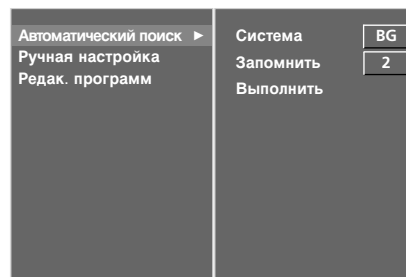 Автоматический поиск ►
Ручная настройка
Редак. программ
Система BG
Запомнить 2
Выполнить